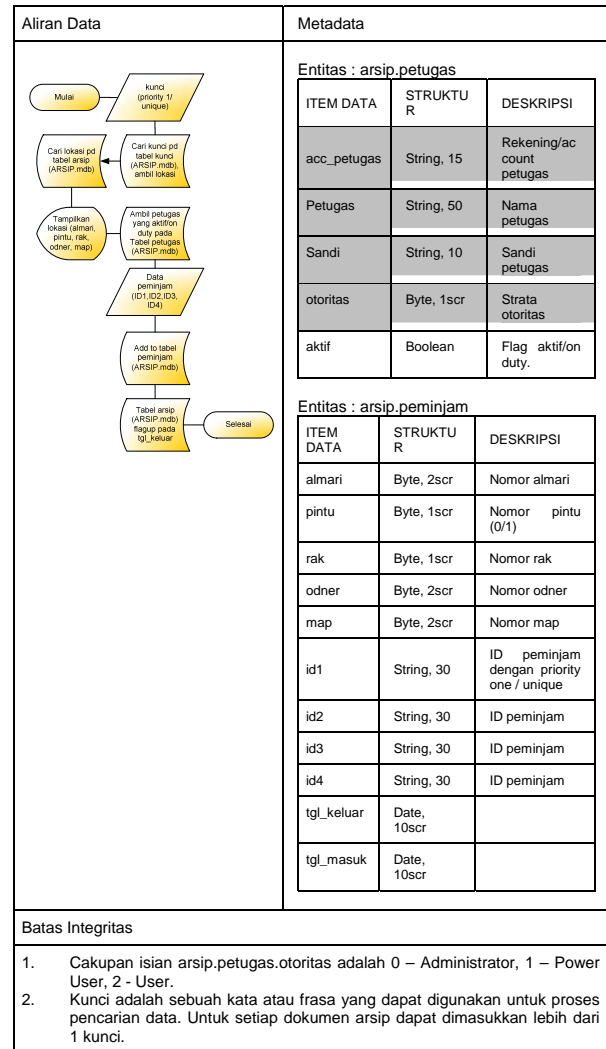 Aliran Data
Metadata
Mulai
kunci
(priority 1/
unique)
Cari kunci pd
tabel kunci
(ARSIP.mdb),
ambil lokasi
Cari lokasi pd
tabel arsip
(ARSIP.mdb)
Tampilkan
lokasi (almari,
pintu, rak,
odner, map)
Ambil petugas
yang aktif/on
duty pada
Tabel petugas
(ARSIP.mdb)
Data
peminjam
(ID1,ID2,ID3,
ID4)
Add to tabel
peminjam
(ARSIP.mdb)
Tabel arsip
(ARSIP.mdb)
flagup pada
tgl_keluar
Selesai
Entitas : arsip.petugas
ITEM DATA
STRUKTU
R
DESKRIPSI
acc_petugas
String, 15
Rekening/ac
count
petugas
Petugas
String, 50
Nama
petugas
Sandi
String, 10
Sandi
petugas
otoritas
Byte, 1scr
Strata
otoritas
aktif
Boolean
Flag aktif/on
duty.
Entitas : arsip.peminjam
ITEM
DATA
STRUKTU
R
DESKRIPSI
almari
Byte, 2scr
Nomor almari
pintu
Byte, 1scr
Nomor pintu
(0/1)
rak
Byte, 1scr
Nomor rak
odner
Byte, 2scr
Nomor odner
map
Byte, 2scr
Nomor map
id1
String, 30
ID peminjam
dengan priority
one / unique
id2
String, 30
ID peminjam
id3
String, 30
ID peminjam
id4
String, 30
ID peminjam
tgl_keluar
Date,
10scr
tgl_masuk
Date,
10scr
Batas Integritas
1. Cakupan isian arsip.petugas.otoritas adalah 0 – Administrator, 1 – Power
User, 2 - User.
2. Kunci adalah sebuah kata atau frasa yang dapat digunakan untuk proses
pencarian data. Untuk setiap dokumen arsip dapat dimasukkan lebih dari
1 kunci.